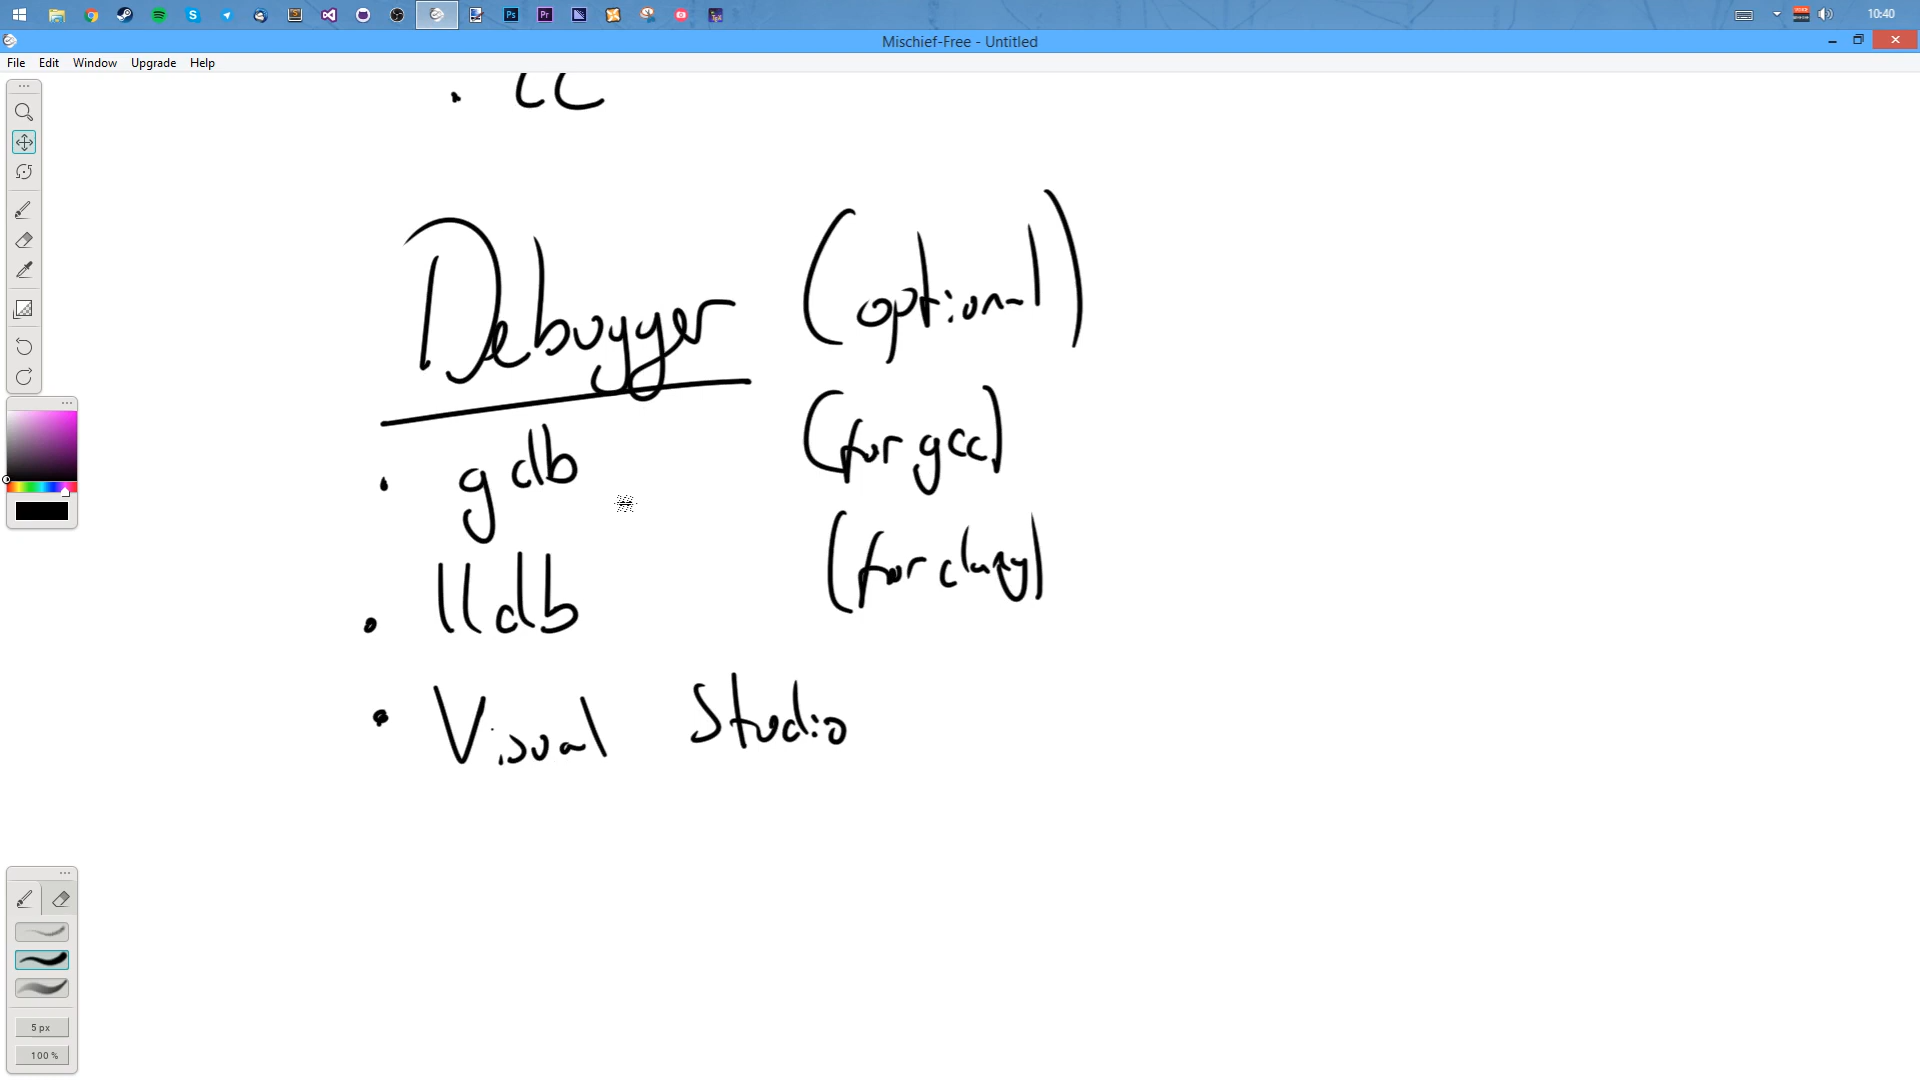 10:40
Mischief-Free - Untitled
File Edit Window Upgrade Help
Debugger (optional)
• gdb (for gcc)
• lldb (for clang)
• Visual Studio
5 px
100 %